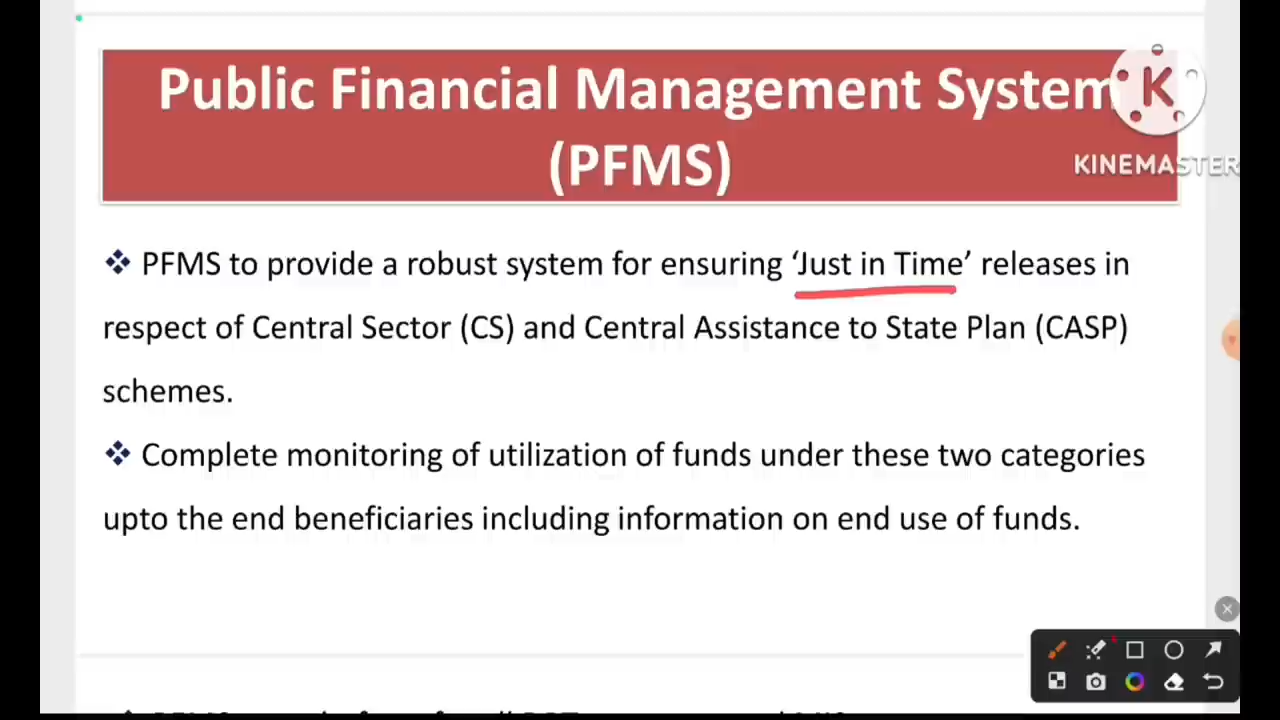 Public Financial Management System
(PFMS)
K
KINEMASTER
❖ PFMS to provide a robust system for ensuring ‘Just in Time’ releases in
respect of Central Sector (CS) and Central Assistance to State Plan (CASP)
schemes.
❖ Complete monitoring of utilization of funds under these two categories
upto the end beneficiaries including information on end use of funds.